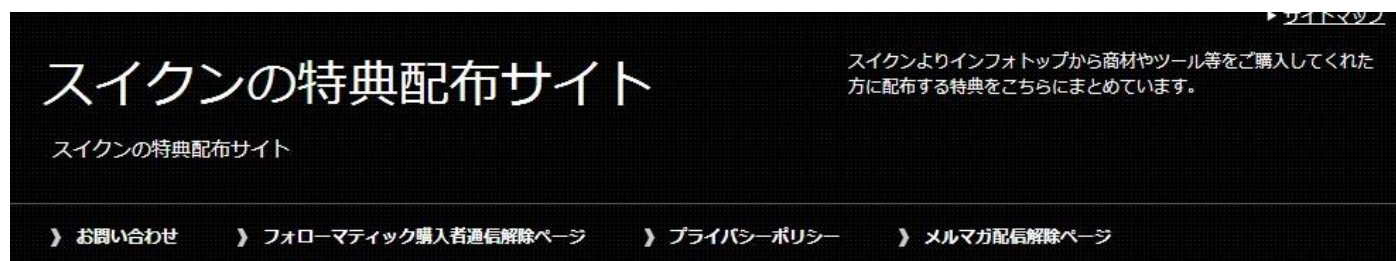 サイトマップ
スイクンの特典配布サイト
スイクンよりインフォトップから商材やツール等をご購入してくれた
方に配布する特典をこちらにまとめています。
スイクンの特典配布サイト
お問い合わせ フォローマティック購入者通信解除ページ プライバシーポリシー メルマガ配信解除ページ